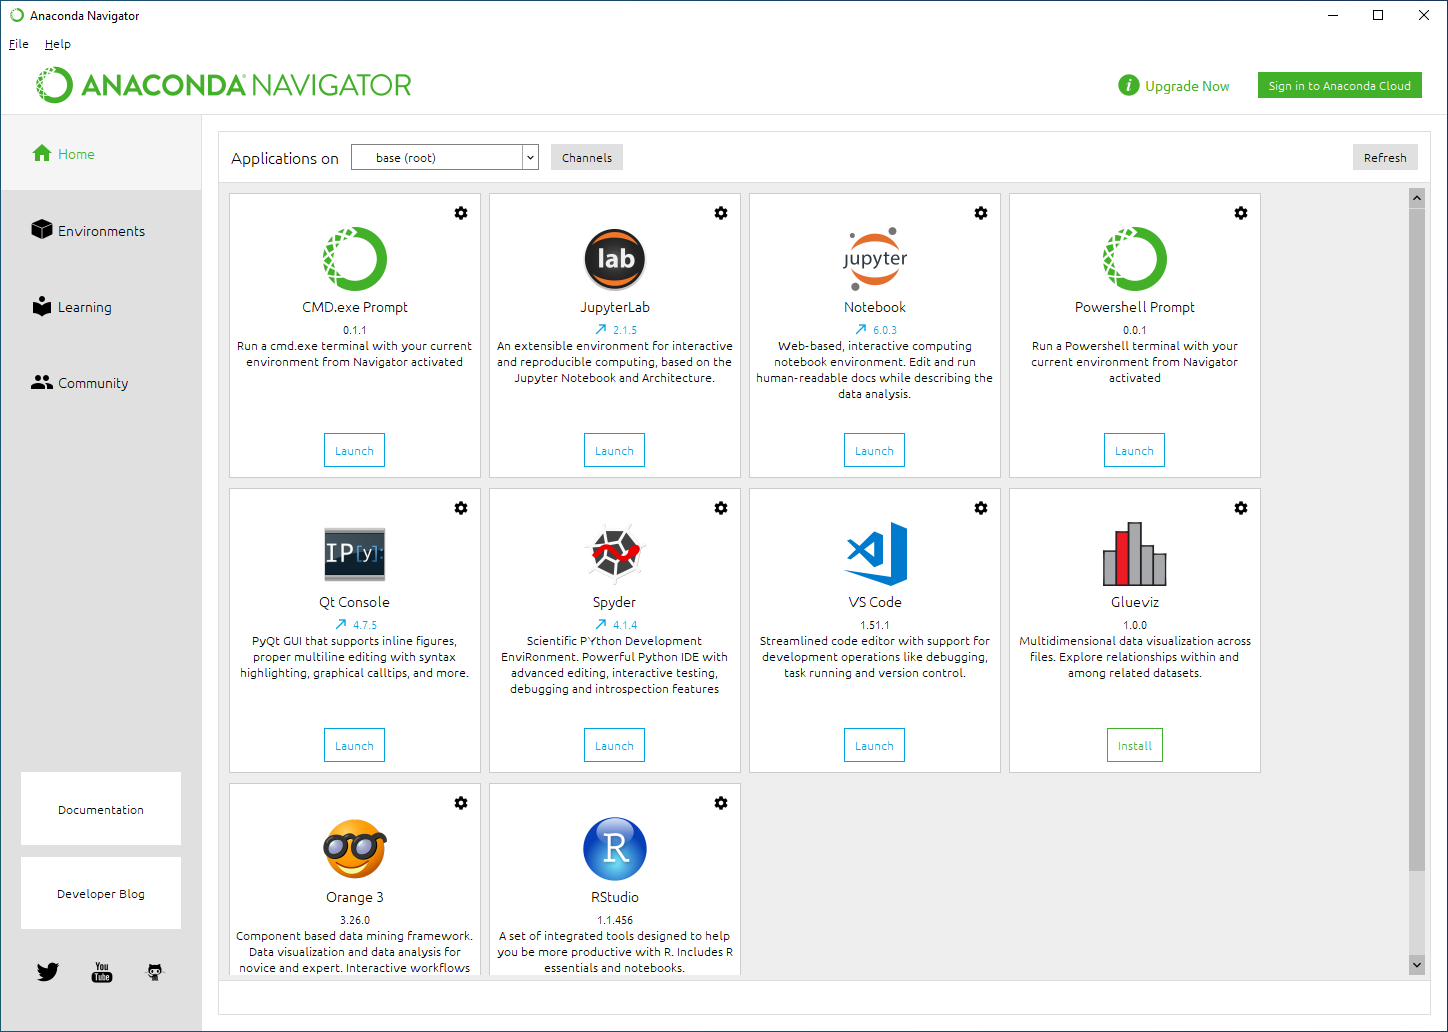 Anaconda Navigator
File Help
ANACONDA NAVIGATOR
i Upgrade Now
Sign in to Anaconda Cloud
Home
Environments
Learning
Community
Documentation
Developer Blog
You
Tube
Applications on
base (root)
Channels
Refresh
CMD.exe Prompt
0.1.1
Run a cmd.exe terminal with your current
environment from Navigator activated
Launch
lab
JupyterLab
2.1.5
An extensible environment for interactive
and reproducible computing, based on the
Jupyter Notebook and Architecture.
Launch
jupyter
Notebook
6.0.3
Web-based, interactive computing
notebook environment. Edit and run
human-readable docs while describing the
data analysis.
Launch
Powershell Prompt
0.0.1
Run a Powershell terminal with your
current environment from Navigator
activated
Launch
IP[y]:
Qt Console
4.7.5
PyQt GUI that supports inline figures,
proper multiline editing with syntax
highlighting, graphical calltips, and more.
Launch
Spyder
4.1.4
Scientific PYthon Development
EnviRonment. Powerful Python IDE with
advanced editing, interactive testing,
debugging and introspection features
Launch
VS Code
1.51.1
Streamlined code editor with support for
development operations like debugging,
task running and version control.
Launch
Glueviz
1.0.0
Multidimensional data visualization across
files. Explore relationships within and
among related datasets.
Install
Orange 3
3.26.0
Component based data mining framework.
Data visualization and data analysis for
novice and expert. Interactive workflows
R
RStudio
1.1.456
A set of integrated tools designed to help
you be more productive with R. Includes R
essentials and notebooks.